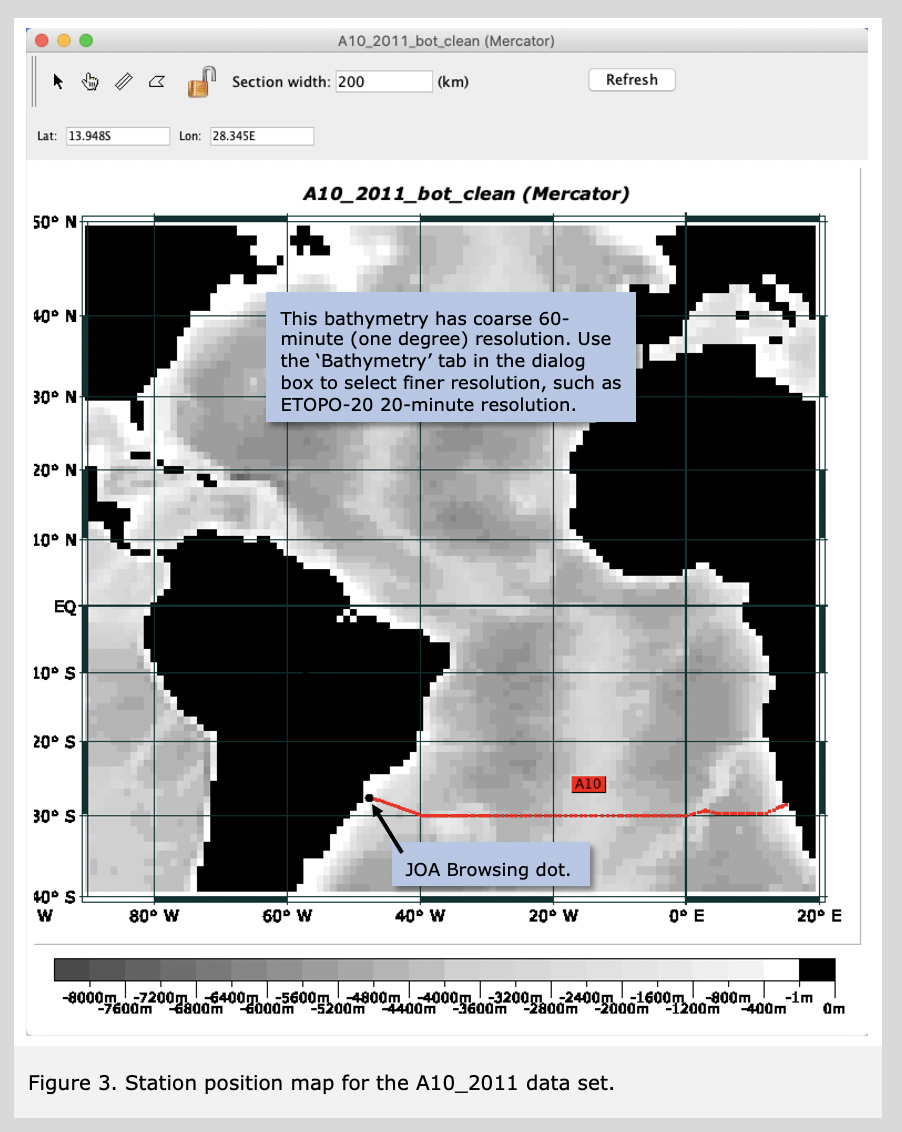 A10_2011_bot_clean (Mercator)
Section width: 200 (km) Refresh
Lat: 13.948S Lon: 28.345E
A10_2011_bot_clean (Mercator)
50° N
40° N
This bathymetry has coarse 60-
minute (one degree) resolution. Use
the ‘Bathymetry’ tab in the dialog
box to select finer resolution, such as
ETOPO-20 20-minute resolution.
30° N
20° N
10° N
EQ
10° S
20° S
A10
30° S
JOA Browsing dot.
40° S
W 80° W 60° W 40° W 20° W 0° E 20° E
-8000m -7200m -6400m -5600m -4800m -4000m -3200m -2400m -1600m -800m -1m
-7600m -6800m -6000m -5200m -4400m -3600m -2800m -2000m -1200m -400m 0m
Figure 3. Station position map for the A10_2011 data set.